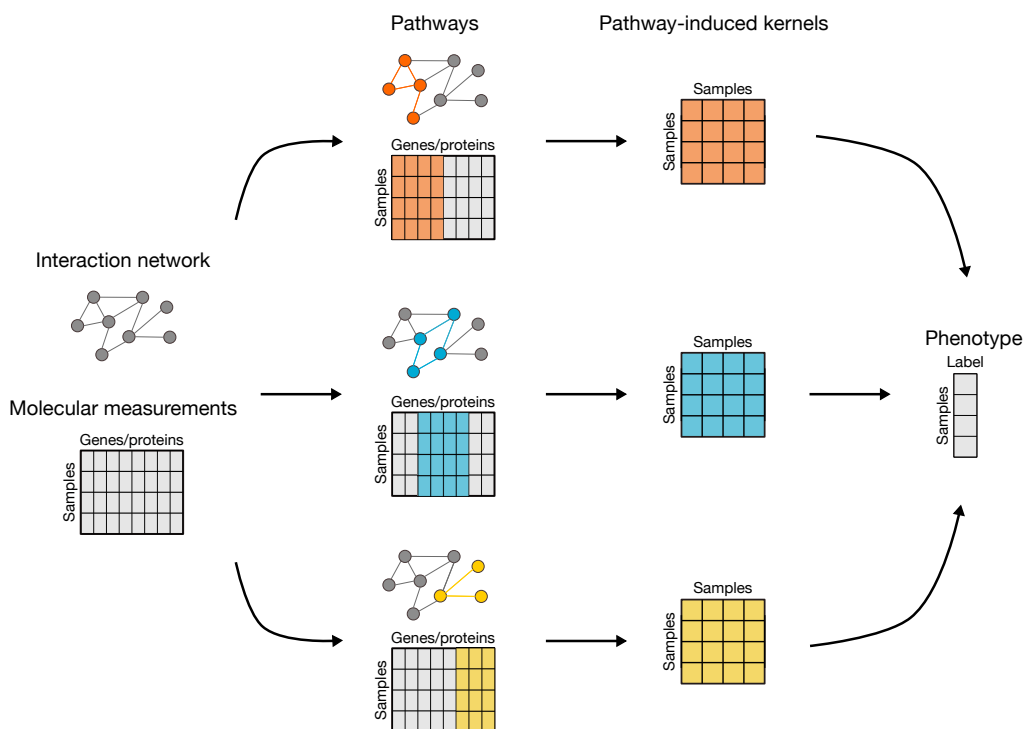 Pathways
Pathway-induced kernels
Genes/proteins
Samples
Samples
Samples
Interaction network
Molecular measurements
Genes/proteins
Samples
Genes/proteins
Samples
Samples
Samples
Phenotype
Label
Samples
Genes/proteins
Samples
Samples
Samples